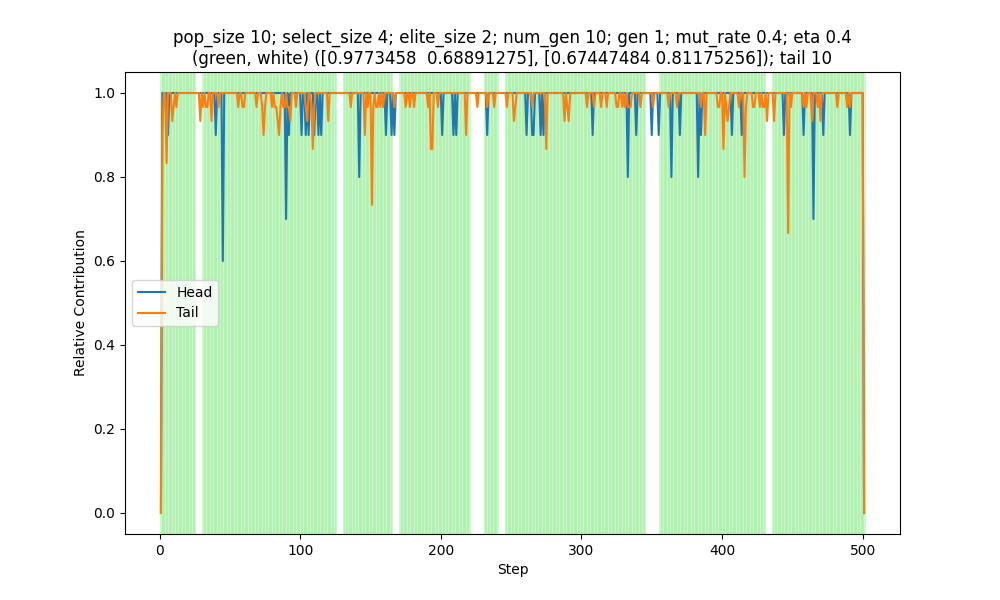 pop_size 10; select_size 4; elite_size 2; num_gen 10; gen 1; mut_rate 0.4; eta 0.4
(green, white) ([0.9773458  0.68891275], [0.67447484 0.81175256]); tail 10
1.0
0.8
0.6
0.4
0.2
0.0
Relative Contribution
Head
Tail
0
100
200
300
400
500
Step